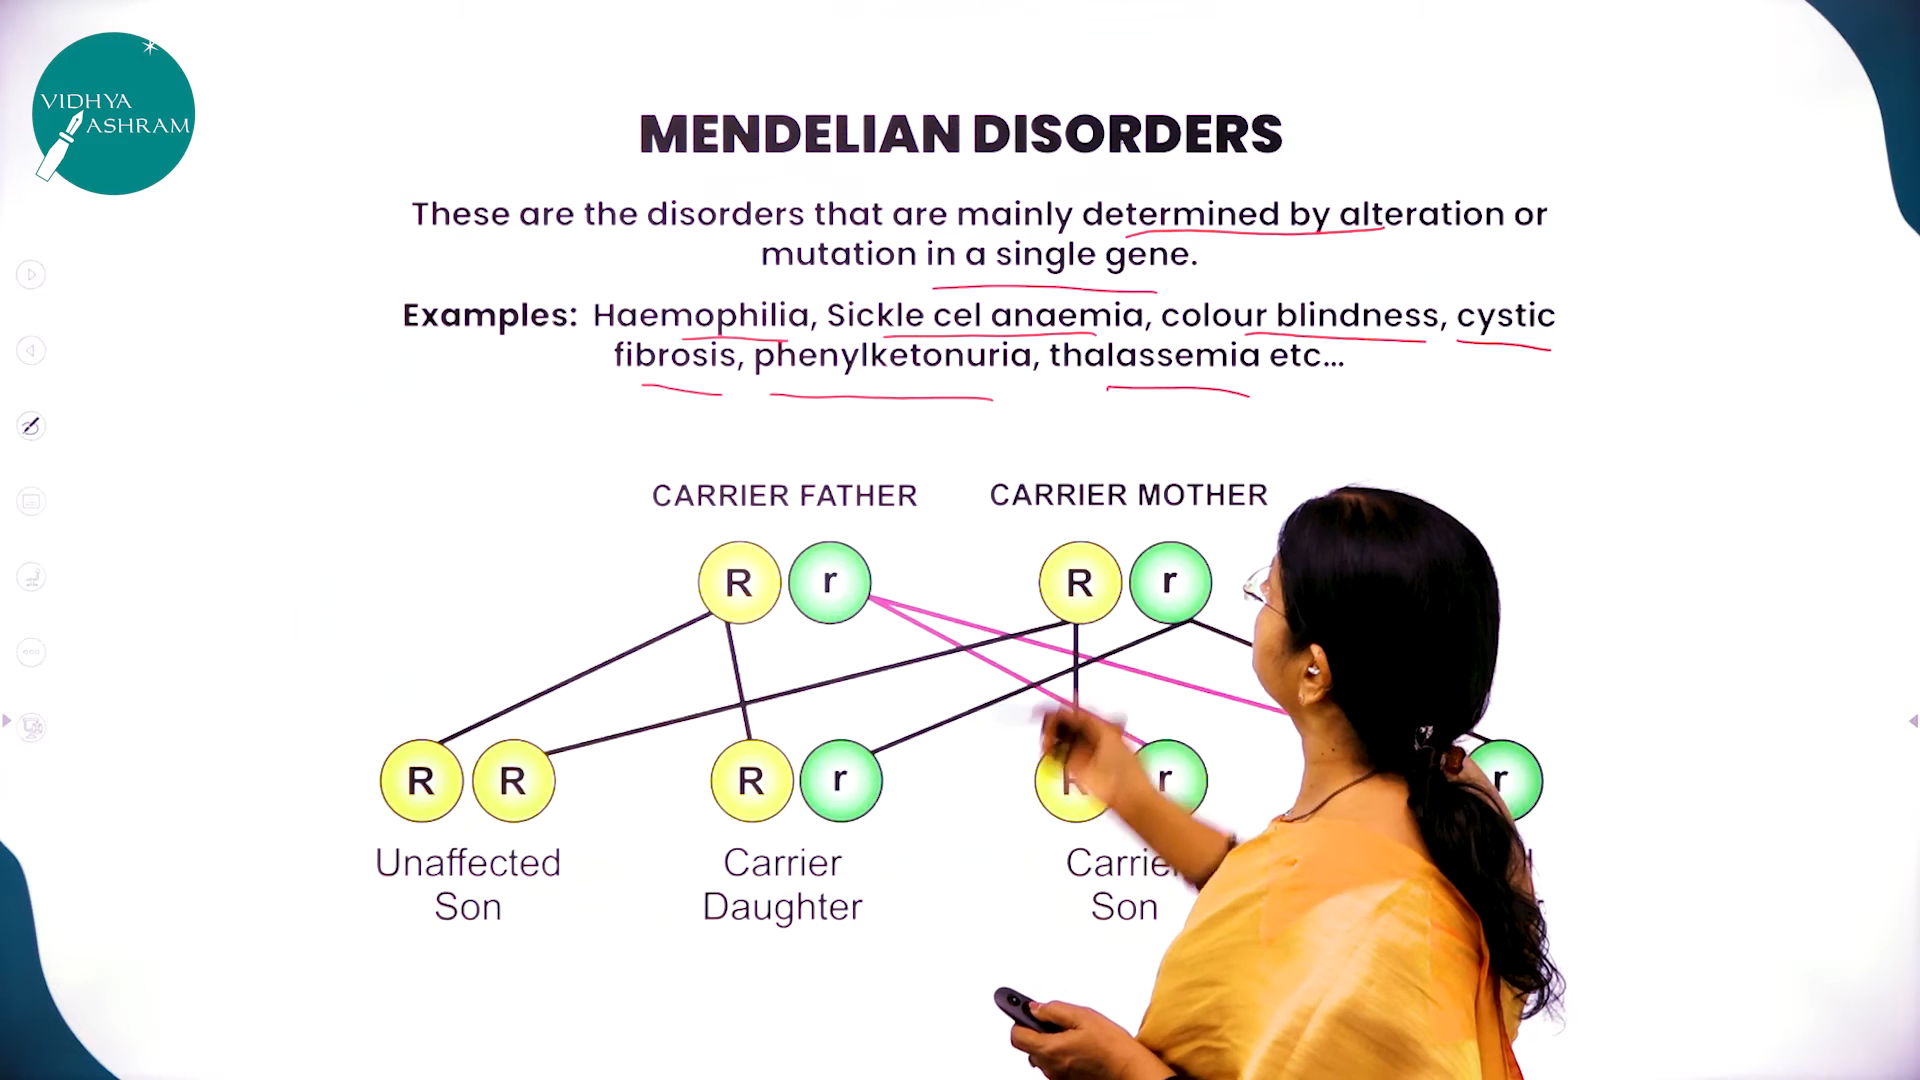 VIDHYA
ASHRAM
MENDELIAN DISORDERS
These are the disorders that are mainly determined by alteration or
mutation in a single gene.
Examples: Haemophilia, Sickle cel anaemia, colour blindness, cystic
fibrosis, phenylketonuria, thalassemia etc...
CARRIER FATHER CARRIER MOTHER
R r R r
R R R r R r r
Unaffected
Son
Carrier
Daughter
Son